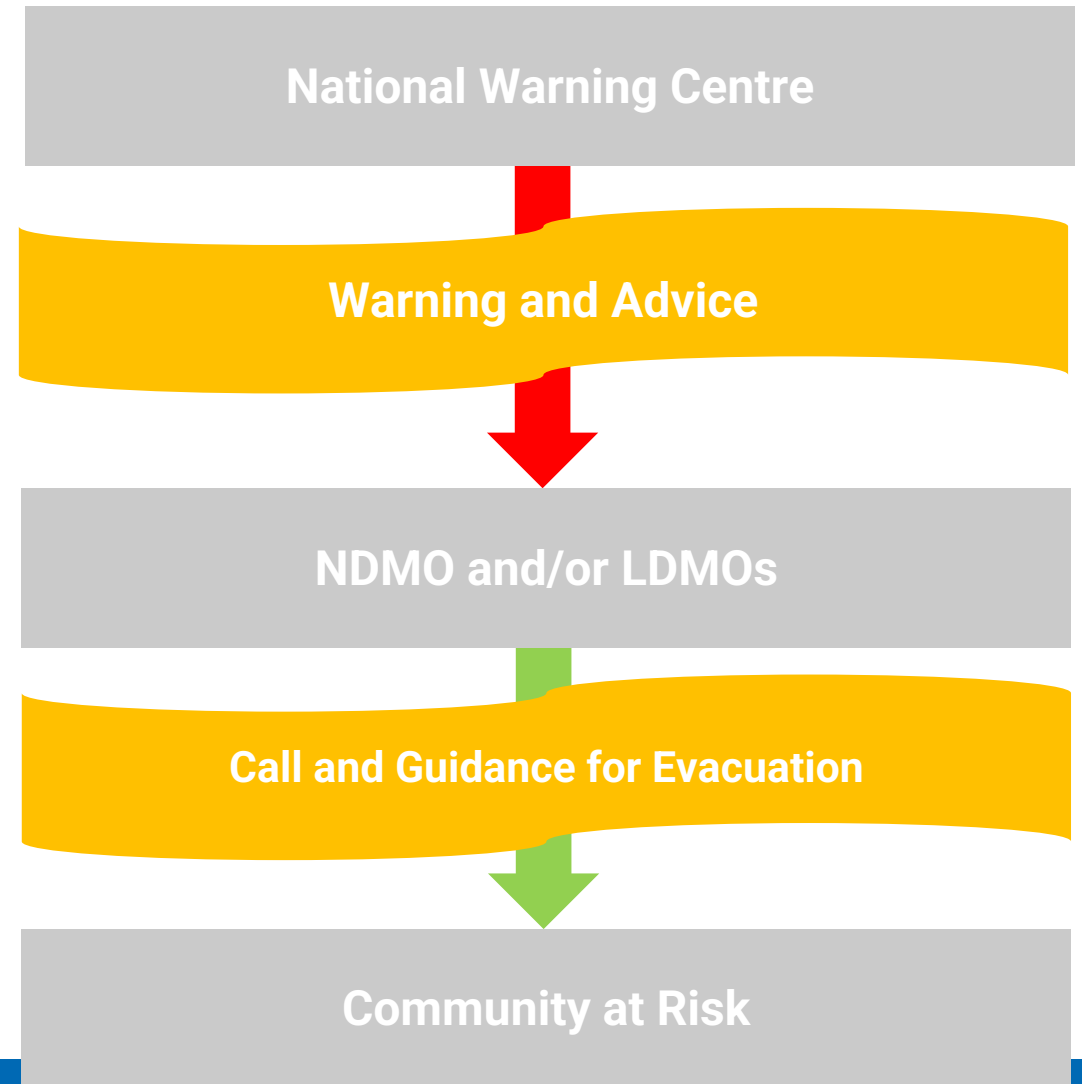 National Warning Centre
Warning and Advice
NDMO and/or LDMOs
Call and Guidance for Evacuation
Community at Risk